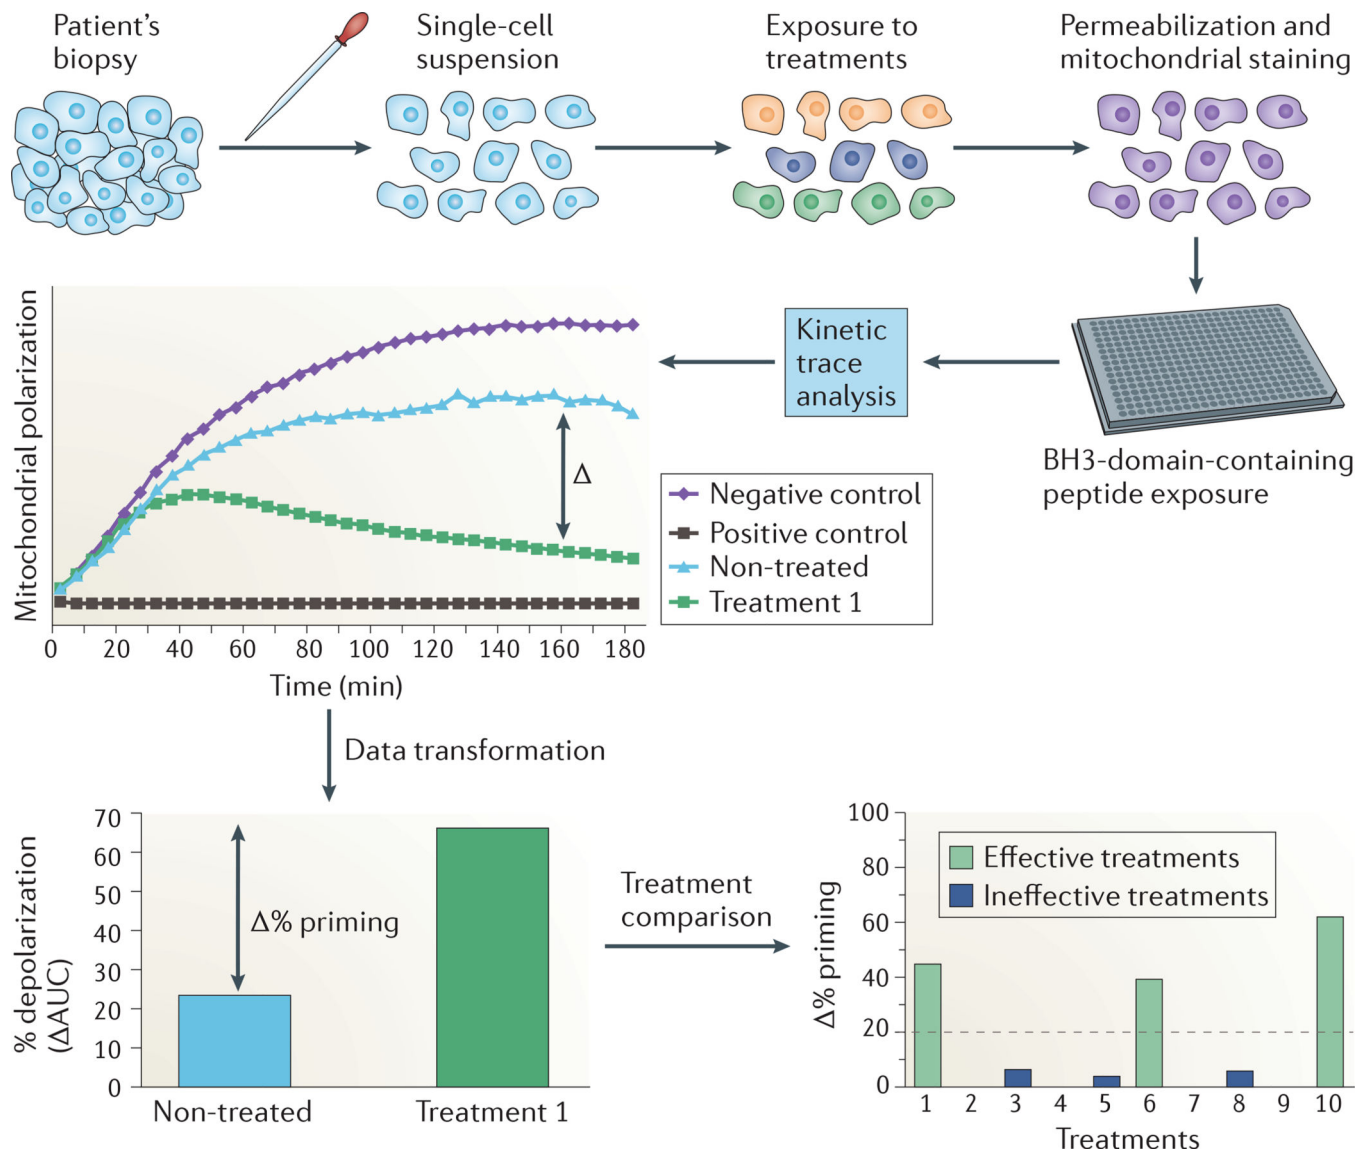 Patient's
biopsy
Single-cell
suspension
Exposure to
treatments
Permeabilization and
mitochondrial staining
BH3-domain-containing
peptide exposure
Kinetic
trace
analysis
Mitochondrial polarization
Δ
Negative control
Positive control
Non-treated
Treatment 1
0 20 40 60 80 100 120 140 160 180
Time (min)
Data transformation
% depolarization
(ΔAUC)
70
60
50
40
30
20
10
0
Δ% priming
Non-treated
Treatment 1
Treatment
comparison
Δ% priming
100
80
60
40
20
0
Effective treatments
Ineffective treatments
1 2 3 4 5 6 7 8 9 10
Treatments